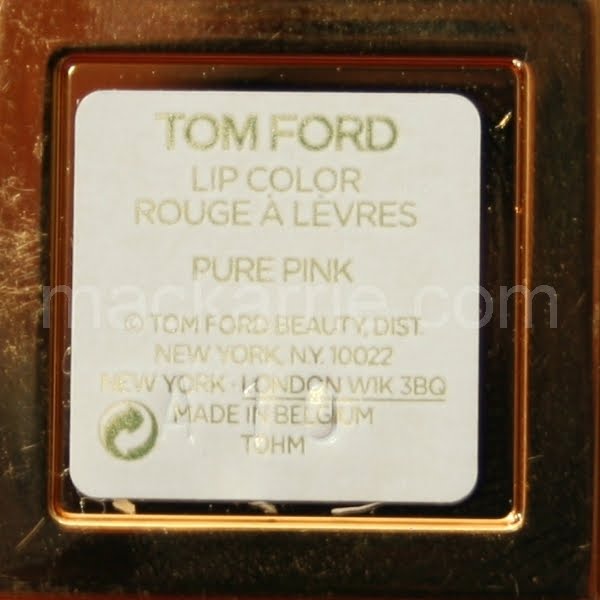 TOM FORD
LIP COLOR
ROUGE À LÈVRES
PURE PINK
mackarrie.com
© TOM FORD BEAUTY, DIST.
NEW YORK, N.Y. 10022
NEW YORK · LONDON W1K 3BQ
MADE IN BELGIUM
T0HM